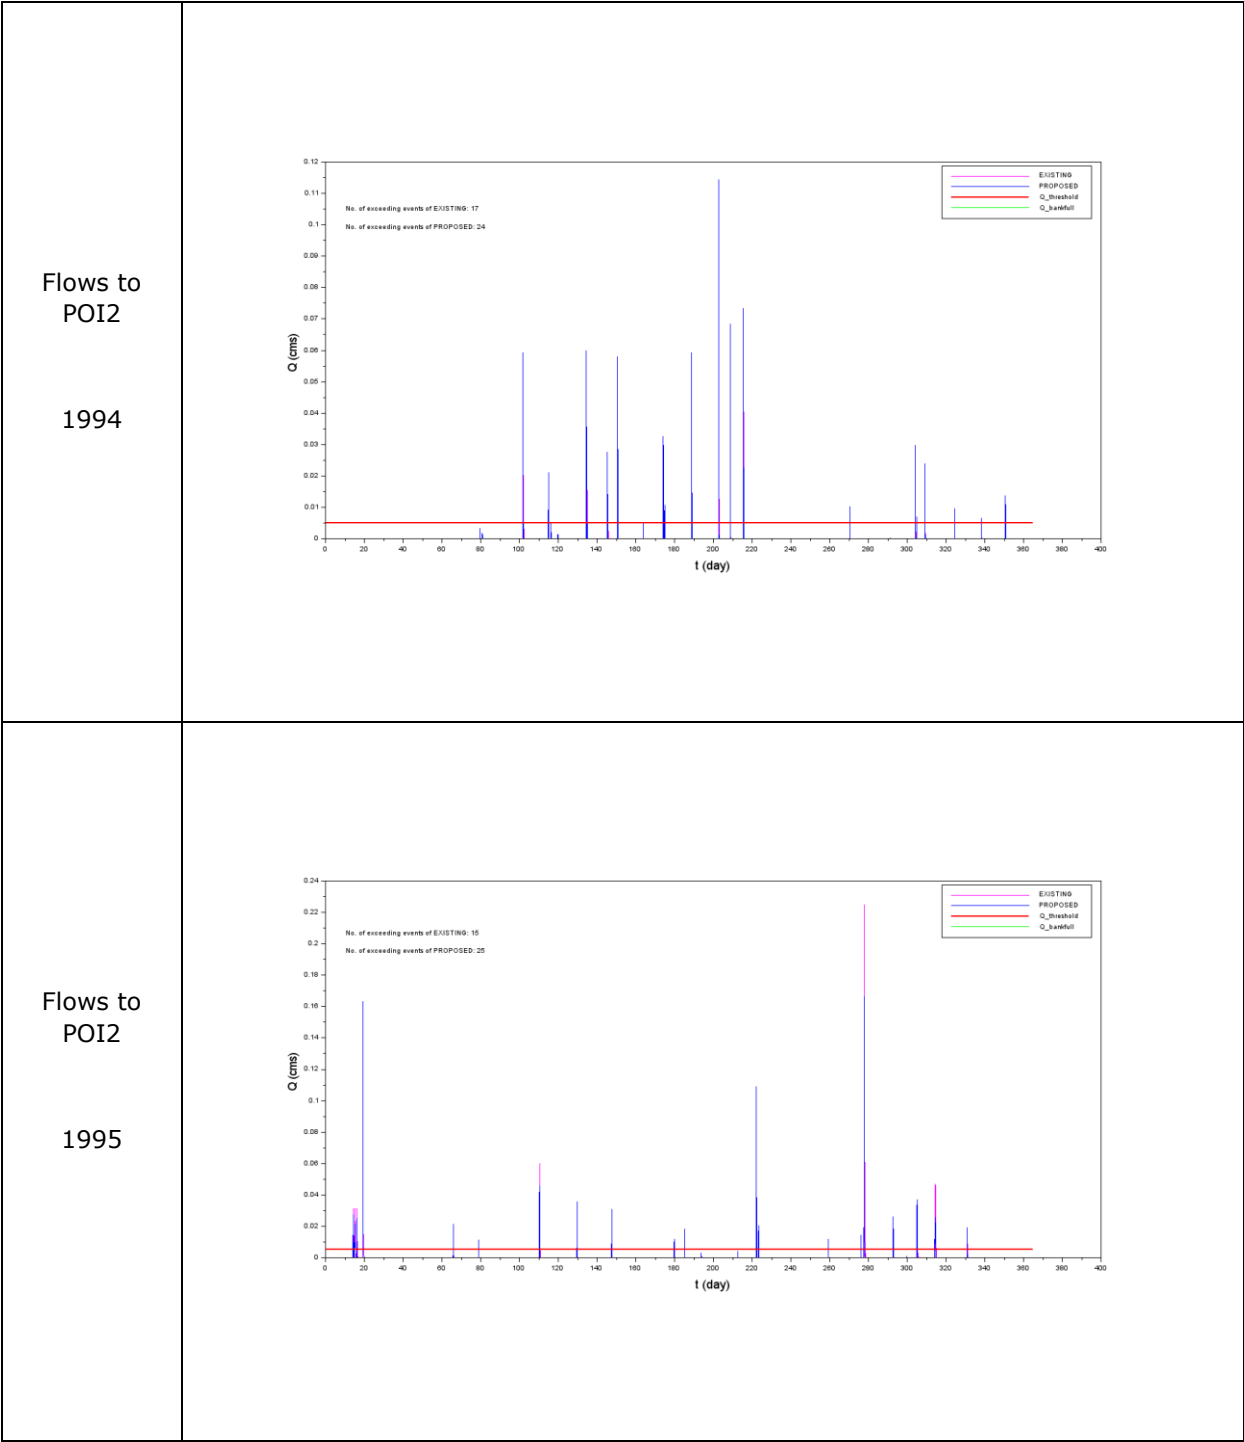 Flows to
POI2
1994
0.12
0.11
0.1
0.09
0.08
0.07
0.06
0.05
0.04
0.03
0.02
0.01
0
Q (cms)
No. of exceeding events of EXISTING: 17
No. of exceeding events of PROPOSED: 24
EXISTING
PROPOSED
Q_threshold
Q_bankfull
0 20 40 60 80 100 120 140 160 180 200 220 240 260 280 300 320 340 360 380 400
t (day)
Flows to
POI2
1995
0.24
0.22
0.2
0.18
0.16
0.14
0.12
0.1
0.08
0.06
0.04
0.02
0
Q (cms)
No. of exceeding events of EXISTING: 15
No. of exceeding events of PROPOSED: 25
EXISTING
PROPOSED
Q_threshold
Q_bankfull
0 20 40 60 80 100 120 140 160 180 200 220 240 260 280 300 320 340 360 380 400
t (day)